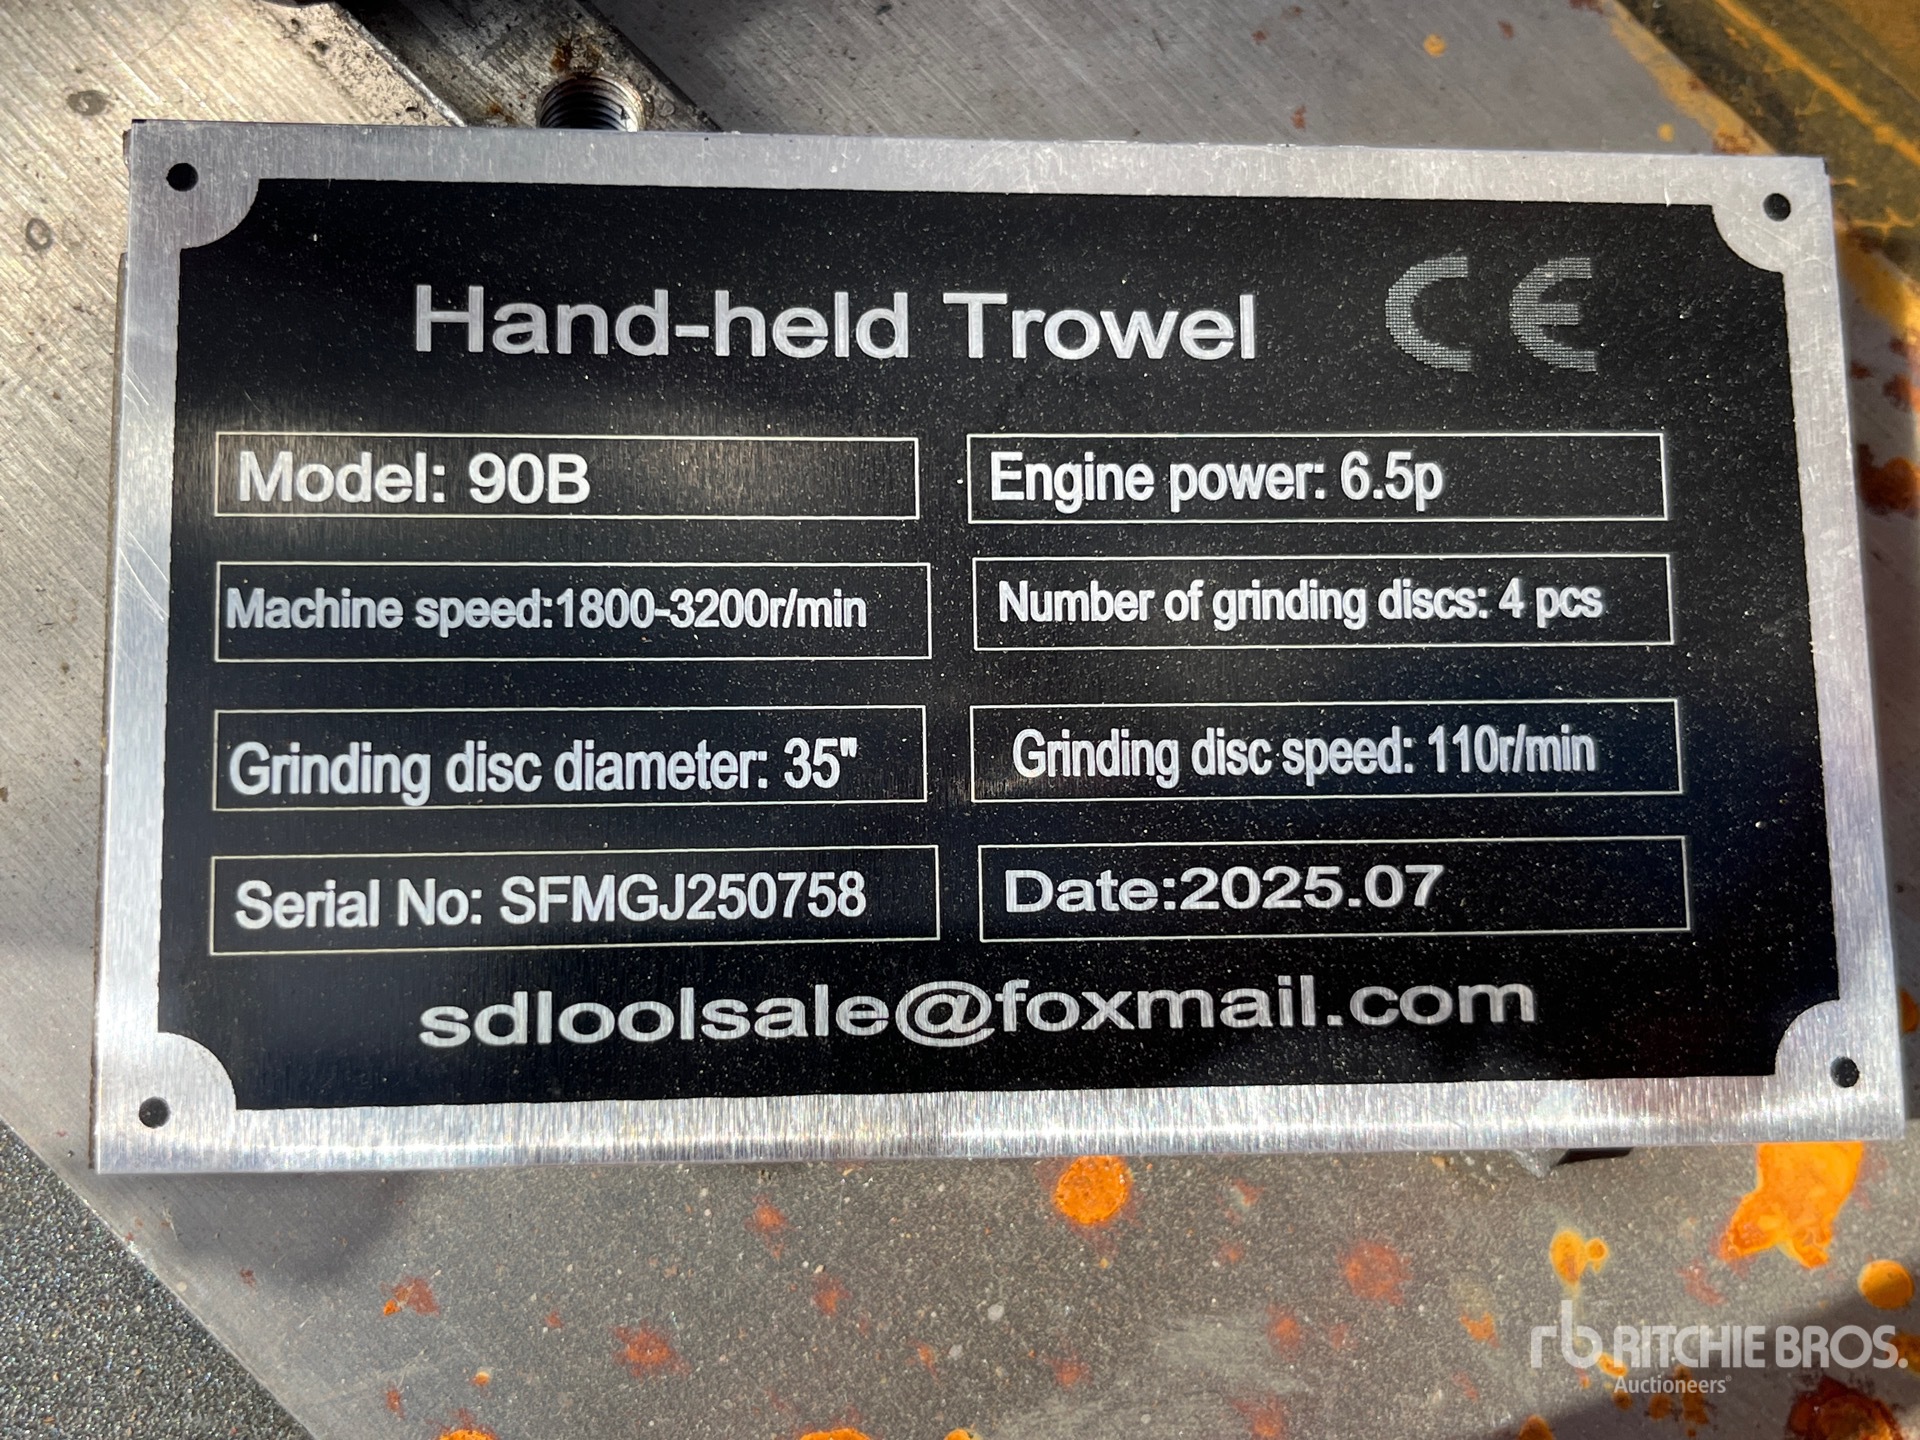 Hand-held Trowel CE
Model: 90B
Engine power: 6.5p
Machine speed:1800-3200r/min
Number of grinding discs: 4 pcs
Grinding disc diameter: 35"
Grinding disc speed: 110r/min
Serial No: SFMGJ250758
Date:2025.07
sdloolsale@foxmail.com
rb RITCHIE BROS.
Auctioneers